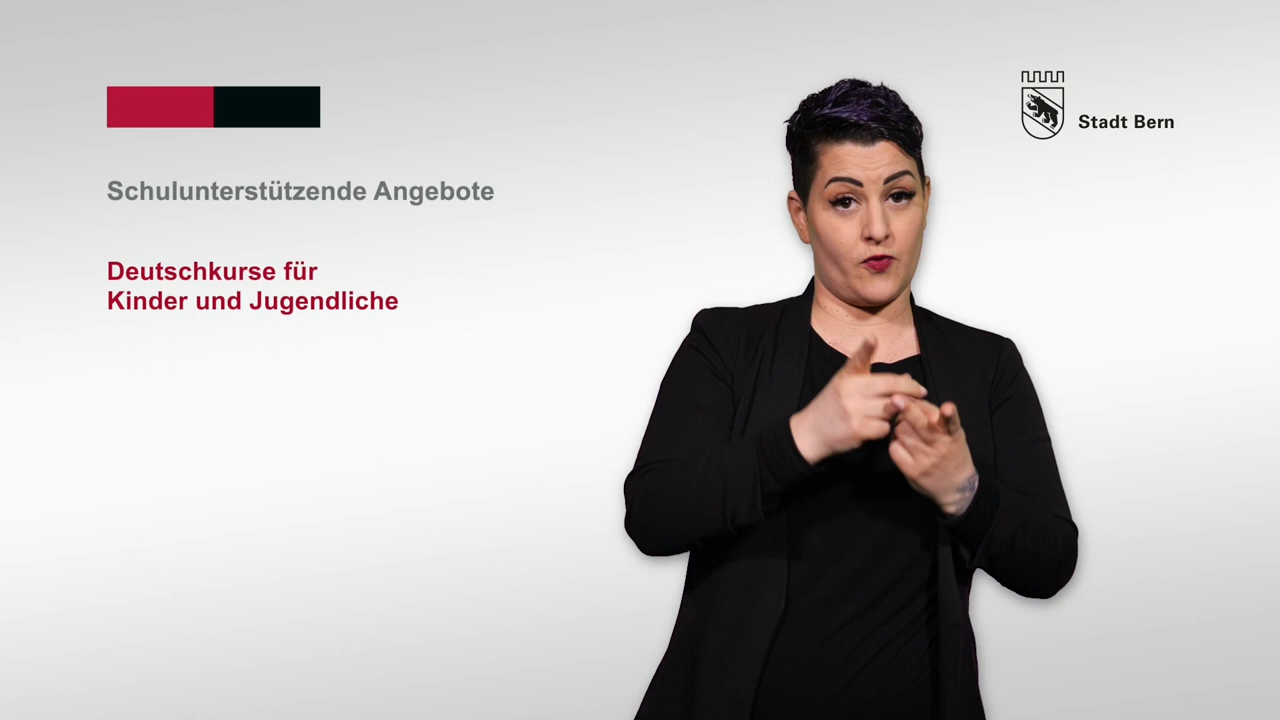 Stadt Bern
Schulunterstützende Angebote
Deutschkurse für
Kinder und Jugendliche